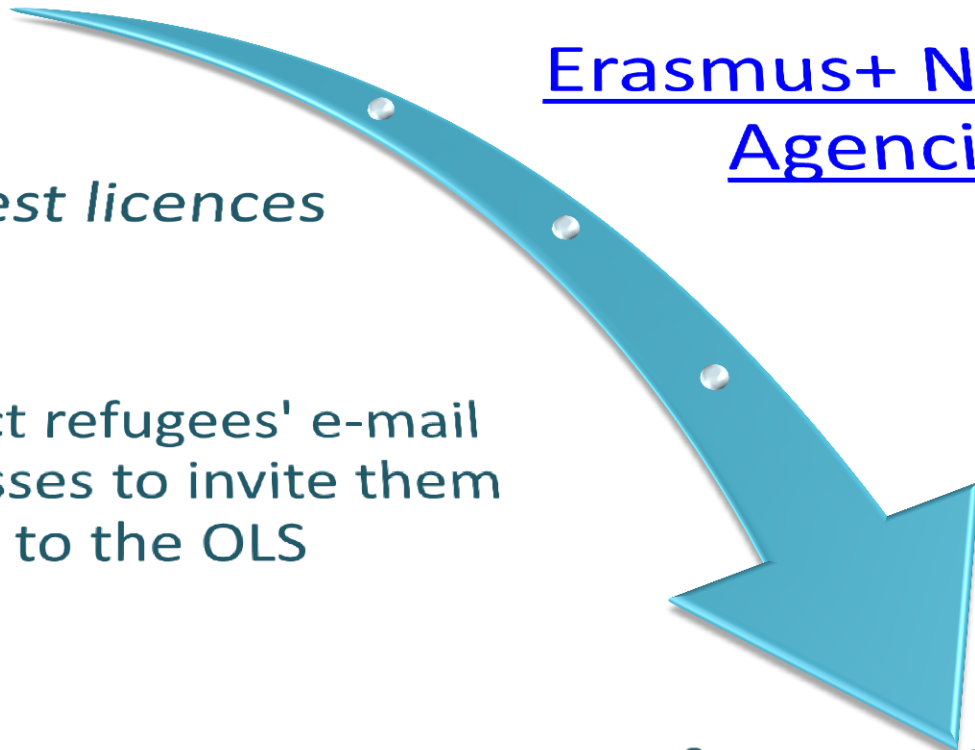 Erasmus+ N
Agenci
est licences
ct refugees' e-mail
sses to invite them
to the OLS